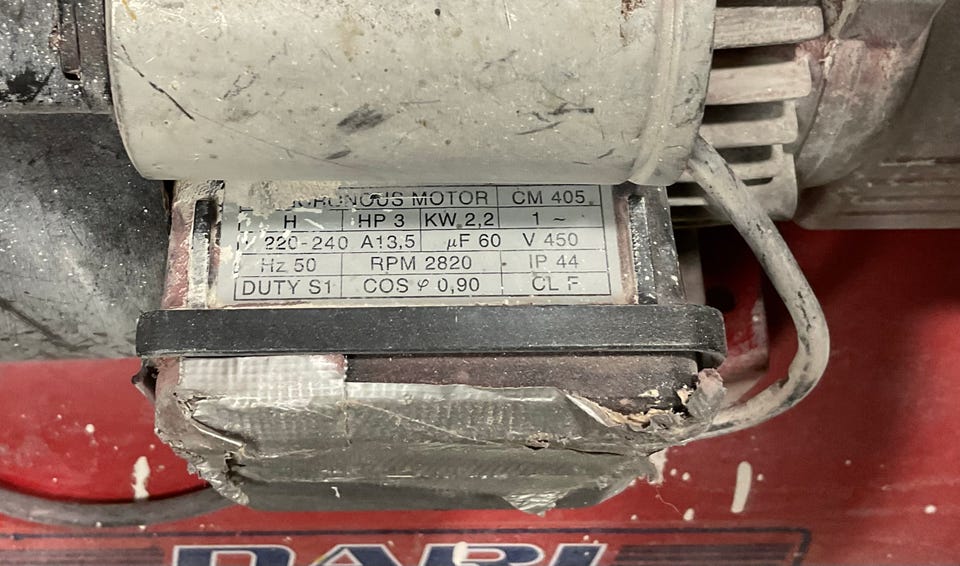 MOTOR CM 405
H HP 3 KW 2,2 1 ~
V 220-240 A13,5 µF 60 V 450
Hz 50 RPM 2820 IP 44
DUTY S1 COS φ 0,90 CL F
DARI